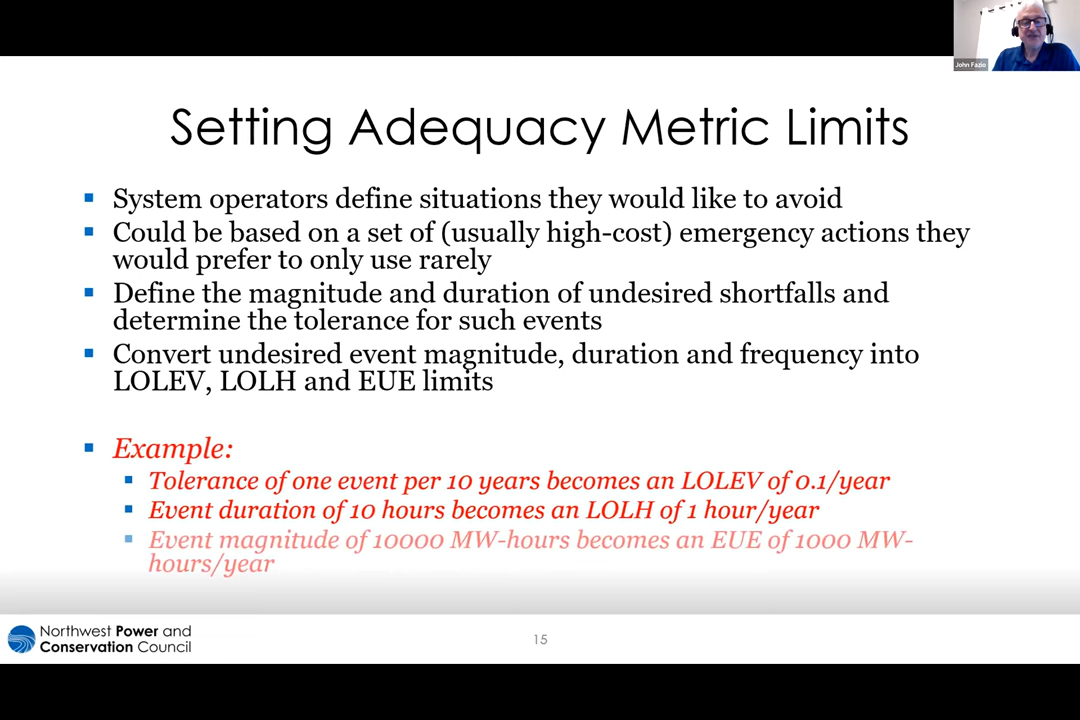 John Fazio
Setting Adequacy Metric Limits
System operators define situations they would like to avoid
Could be based on a set of (usually high-cost) emergency actions they
would prefer to only use rarely
Define the magnitude and duration of undesired shortfalls and
determine the tolerance for such events
Convert undesired event magnitude, duration and frequency into
LOLEV, LOLH and EUE limits
Example:
Tolerance of one event per 10 years becomes an LOLEV of 0.1/year
Event duration of 10 hours becomes an LOLH of 1 hour/year
Event magnitude of 10000 MW-hours becomes an EUE of 1000 MW-
hours/year
Northwest Power and
Conservation Council
15